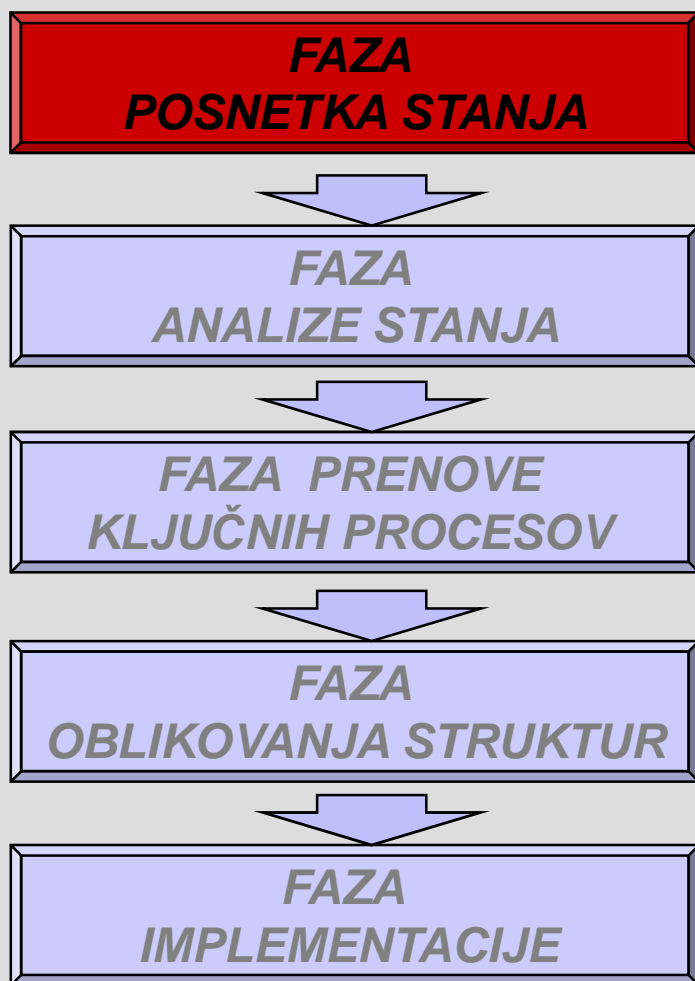 FAZA
POSNETKA STANJA
FAZA
ANALIZE STANJA
FAZA PRENOVE
KLJUČNIH PROCESOV
FAZA
OBLIKOVANJA STRUKTUR
FAZA
IMPLEMENTACIJE